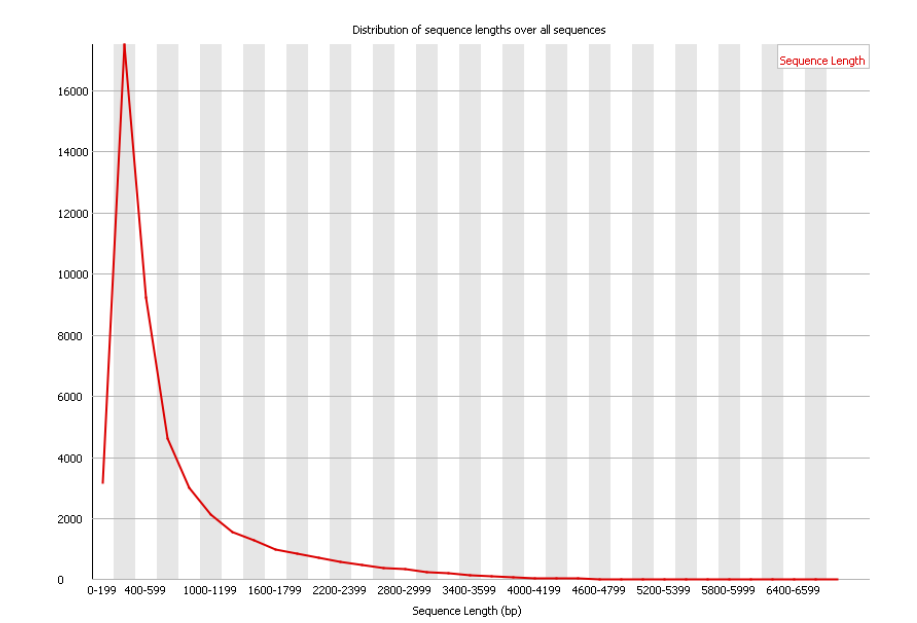 Distribution of sequence lengths over all sequences
Sequence Length
16000
14000
12000
10000
8000
6000
4000
2000
0
0-199 400-599 1000-1199 1600-1799 2200-2399 2800-2999 3400-3599 4000-4199 4600-4799 5200-5399 5800-5999 6400-6599
Sequence Length (bp)